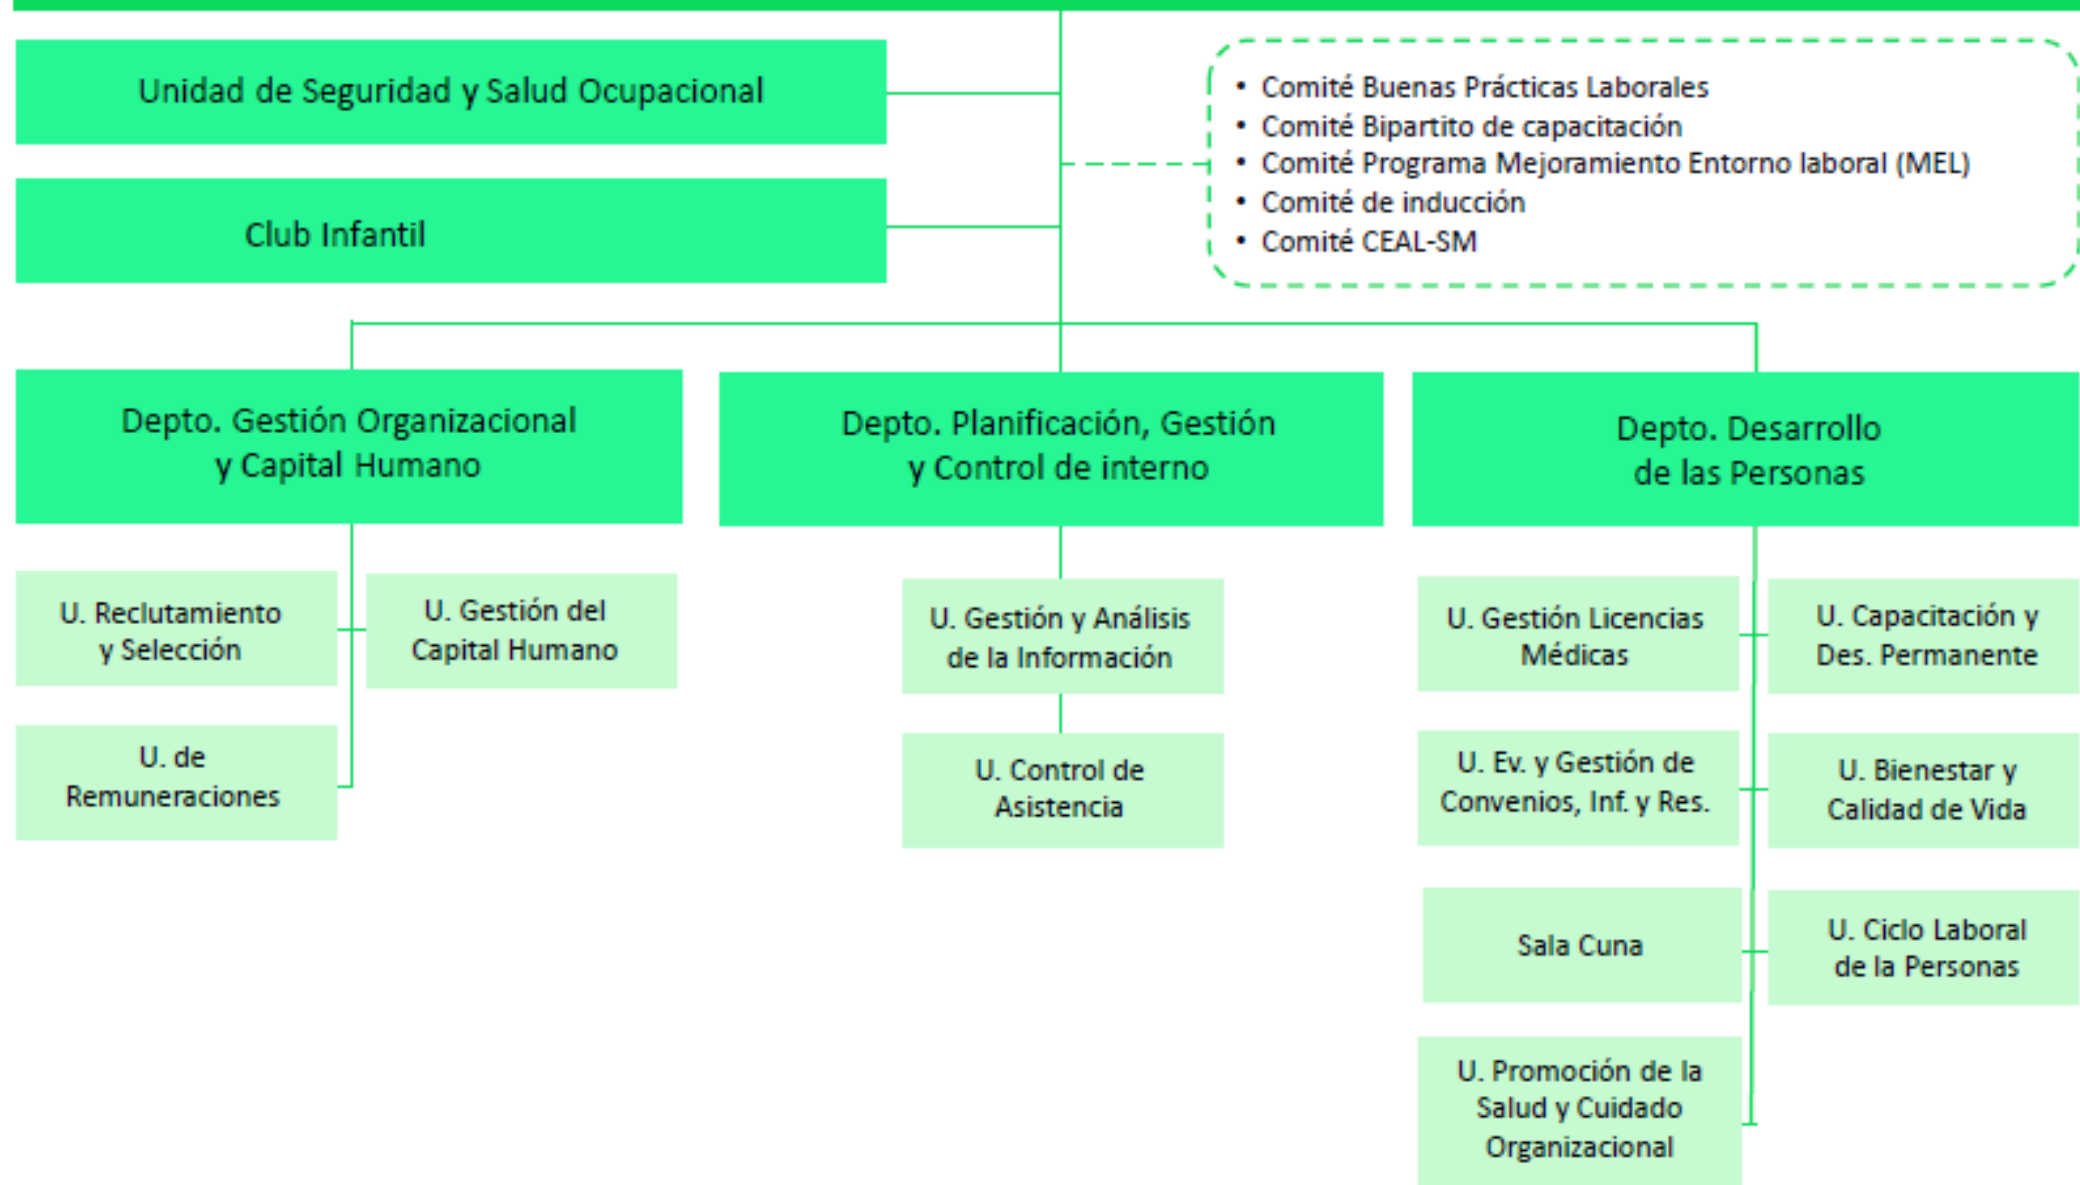 Unidad de Seguridad y Salud Ocupacional
• Comité Buenas Prácticas Laborales
• Comité Bipartito de capacitación
• Comité Programa Mejoramiento Entorno laboral (MEL)
• Comité de inducción
• Comité CEAL-SM
Club Infantil
Depto. Gestión Organizacional
y Capital Humano
Depto. Planificación, Gestión
y Control de interno
Depto. Desarrollo
de las Personas
U. Reclutamiento
y Selección
U. Gestión del
Capital Humano
U. de
Remuneraciones
U. Gestión y Análisis
de la Información
U. Control de
Asistencia
U. Gestión Licencias
Médicas
U. Capacitación y
Des. Permanente
U. Ev. y Gestión de
Convenios, Inf. y Res.
U. Bienestar y
Calidad de Vida
Sala Cuna
U. Ciclo Laboral
de la Personas
U. Promoción de la
Salud y Cuidado
Organizacional